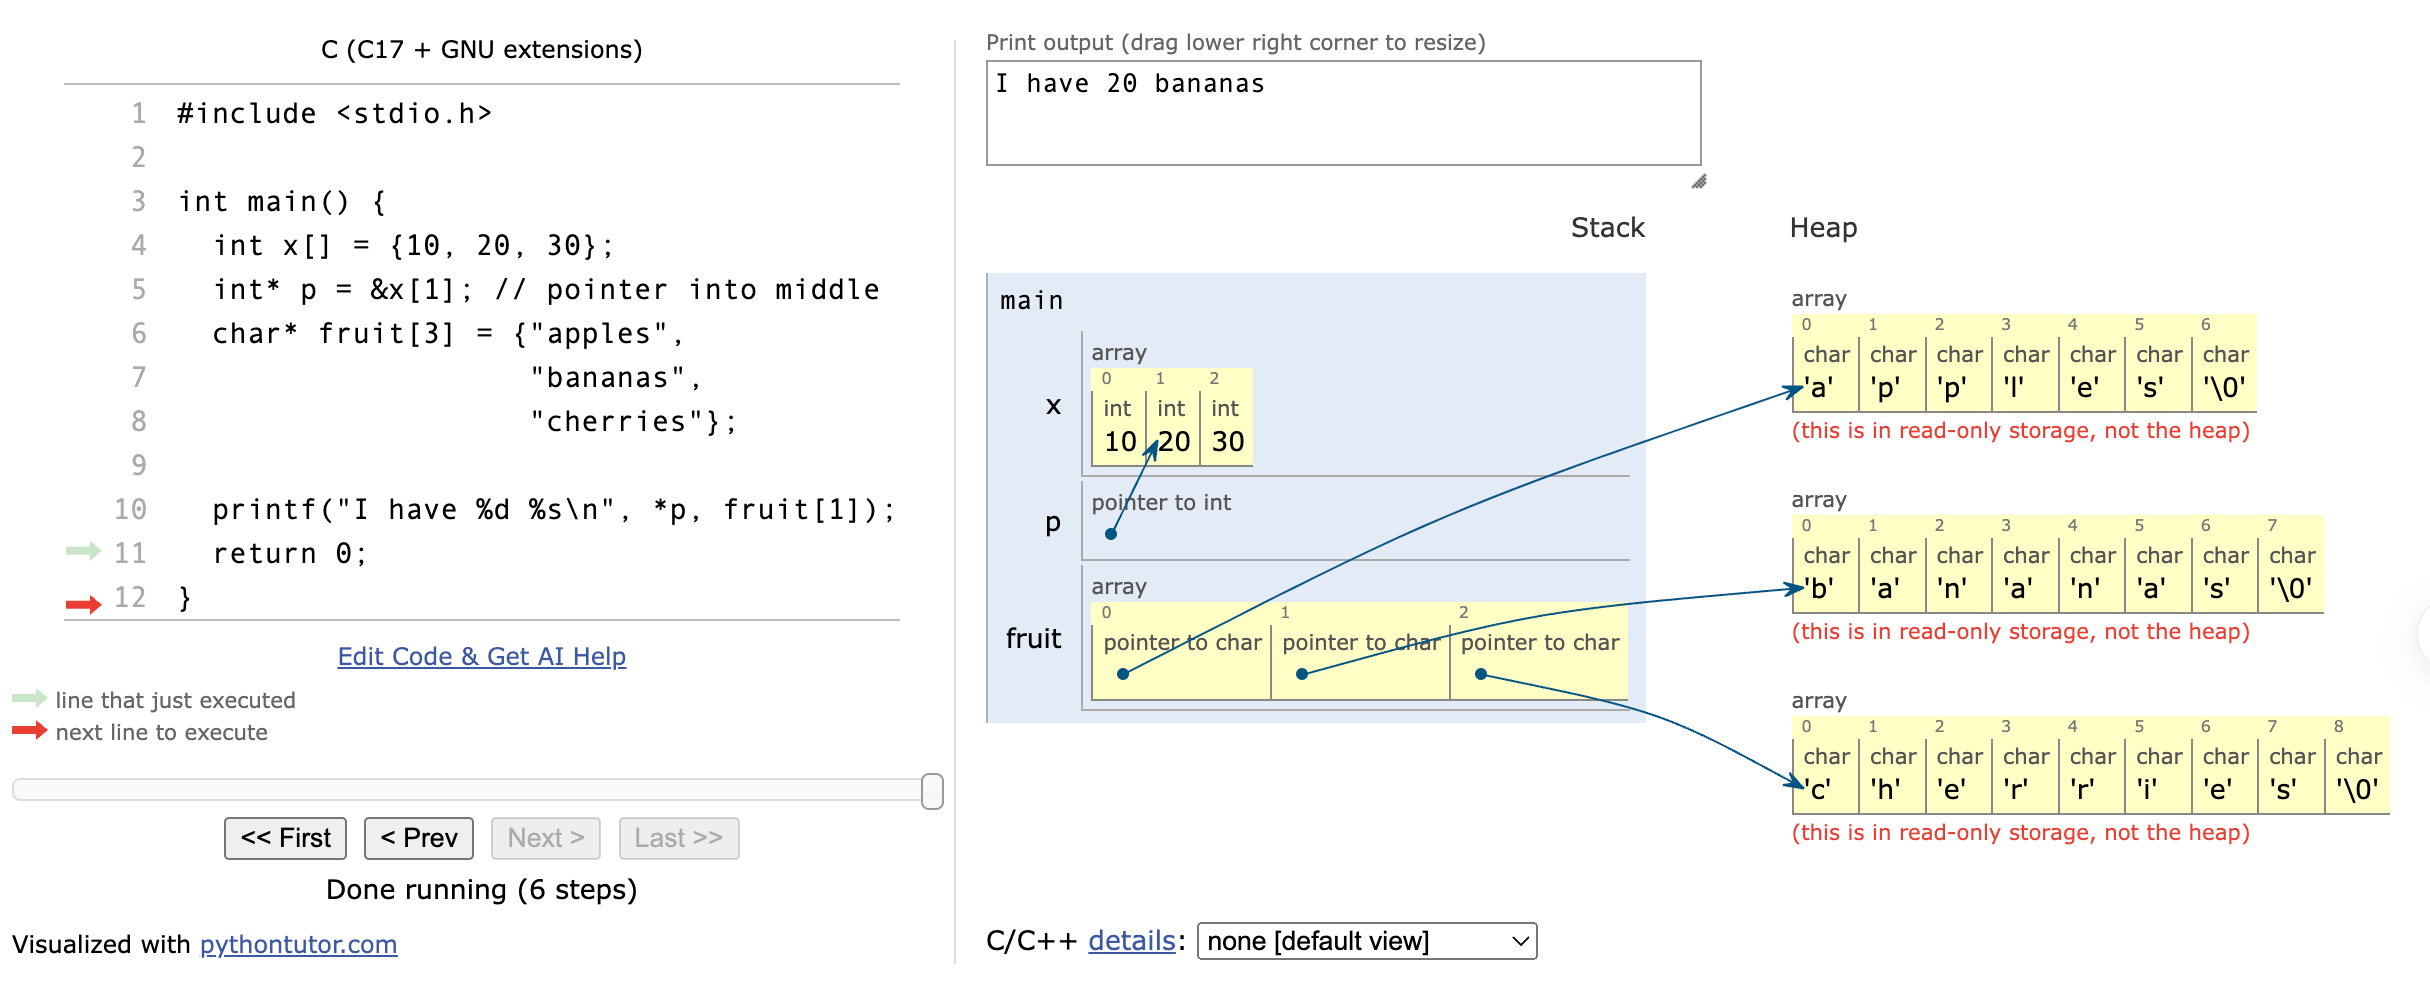 C (C17 + GNU extensions)
1 #include <stdio.h>
2
3 int main() {
4 int x[] = {10, 20, 30};
5 int* p = &x[1]; // pointer into middle
6 char* fruit[3] = {"apples",
7 "bananas",
8 "cherries"};
9
10 printf("I have %d %s\n", *p, fruit[1]);
11 return 0;
12 }
Edit Code & Get AI Help
line that just executed
next line to execute
<< First < Prev Next > Last >>
Done running (6 steps)
Visualized with pythontutor.com
Print output (drag lower right corner to resize)
I have 20 bananas
Stack Heap
main
array
0 1 2
int int int
x
10 20 30
pointer to int
p
array
0 1 2
fruit
pointer to char pointer to char pointer to char
array
0 1 2 3 4 5 6
char char char char char char char
'a' 'p' 'p' 'l' 'e' 's' '\0'
(this is in read-only storage, not the heap)
array
0 1 2 3 4 5 6 7
char char char char char char char char
'b' 'a' 'n' 'a' 'n' 'a' 's' '\0'
(this is in read-only storage, not the heap)
array
0 1 2 3 4 5 6 7 8
char char char char char char char char char
'c' 'h' 'e' 'r' 'r' 'i' 'e' 's' '\0'
(this is in read-only storage, not the heap)
C/C++ details: none [default view]